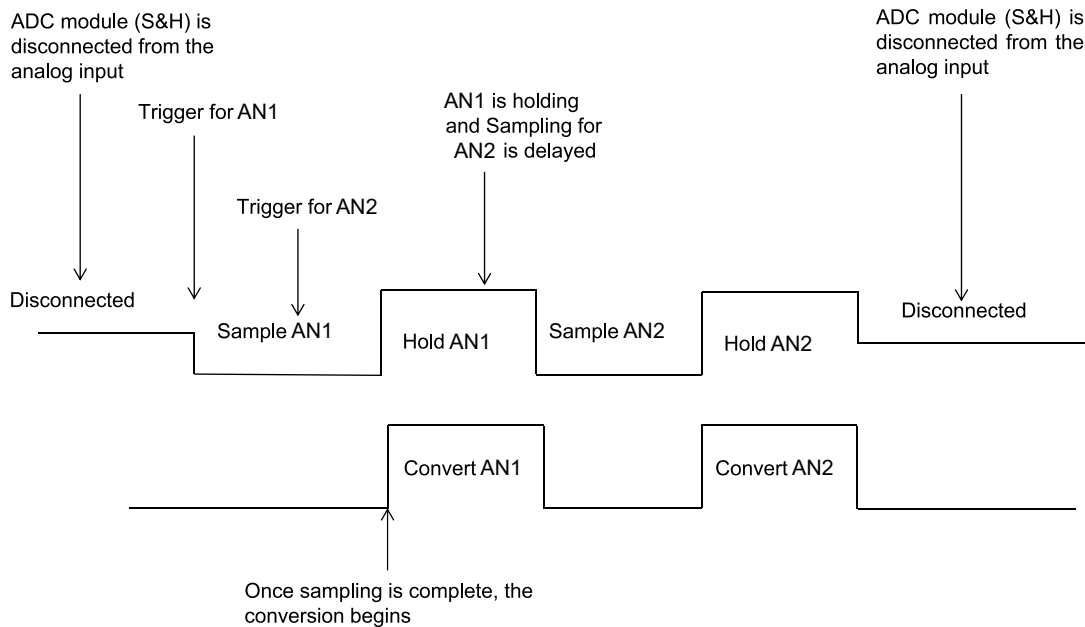 ADC module (S&H) is
disconnected from the
analog input
ADC module (S&H) is
disconnected from the
analog input
Trigger for AN1
AN1 is holding
and Sampling for
AN2 is delayed
Trigger for AN2
Disconnected
Sample AN1
Hold AN1
Sample AN2
Hold AN2
Disconnected
Convert AN1
Convert AN2
Once sampling is complete, the
conversion begins